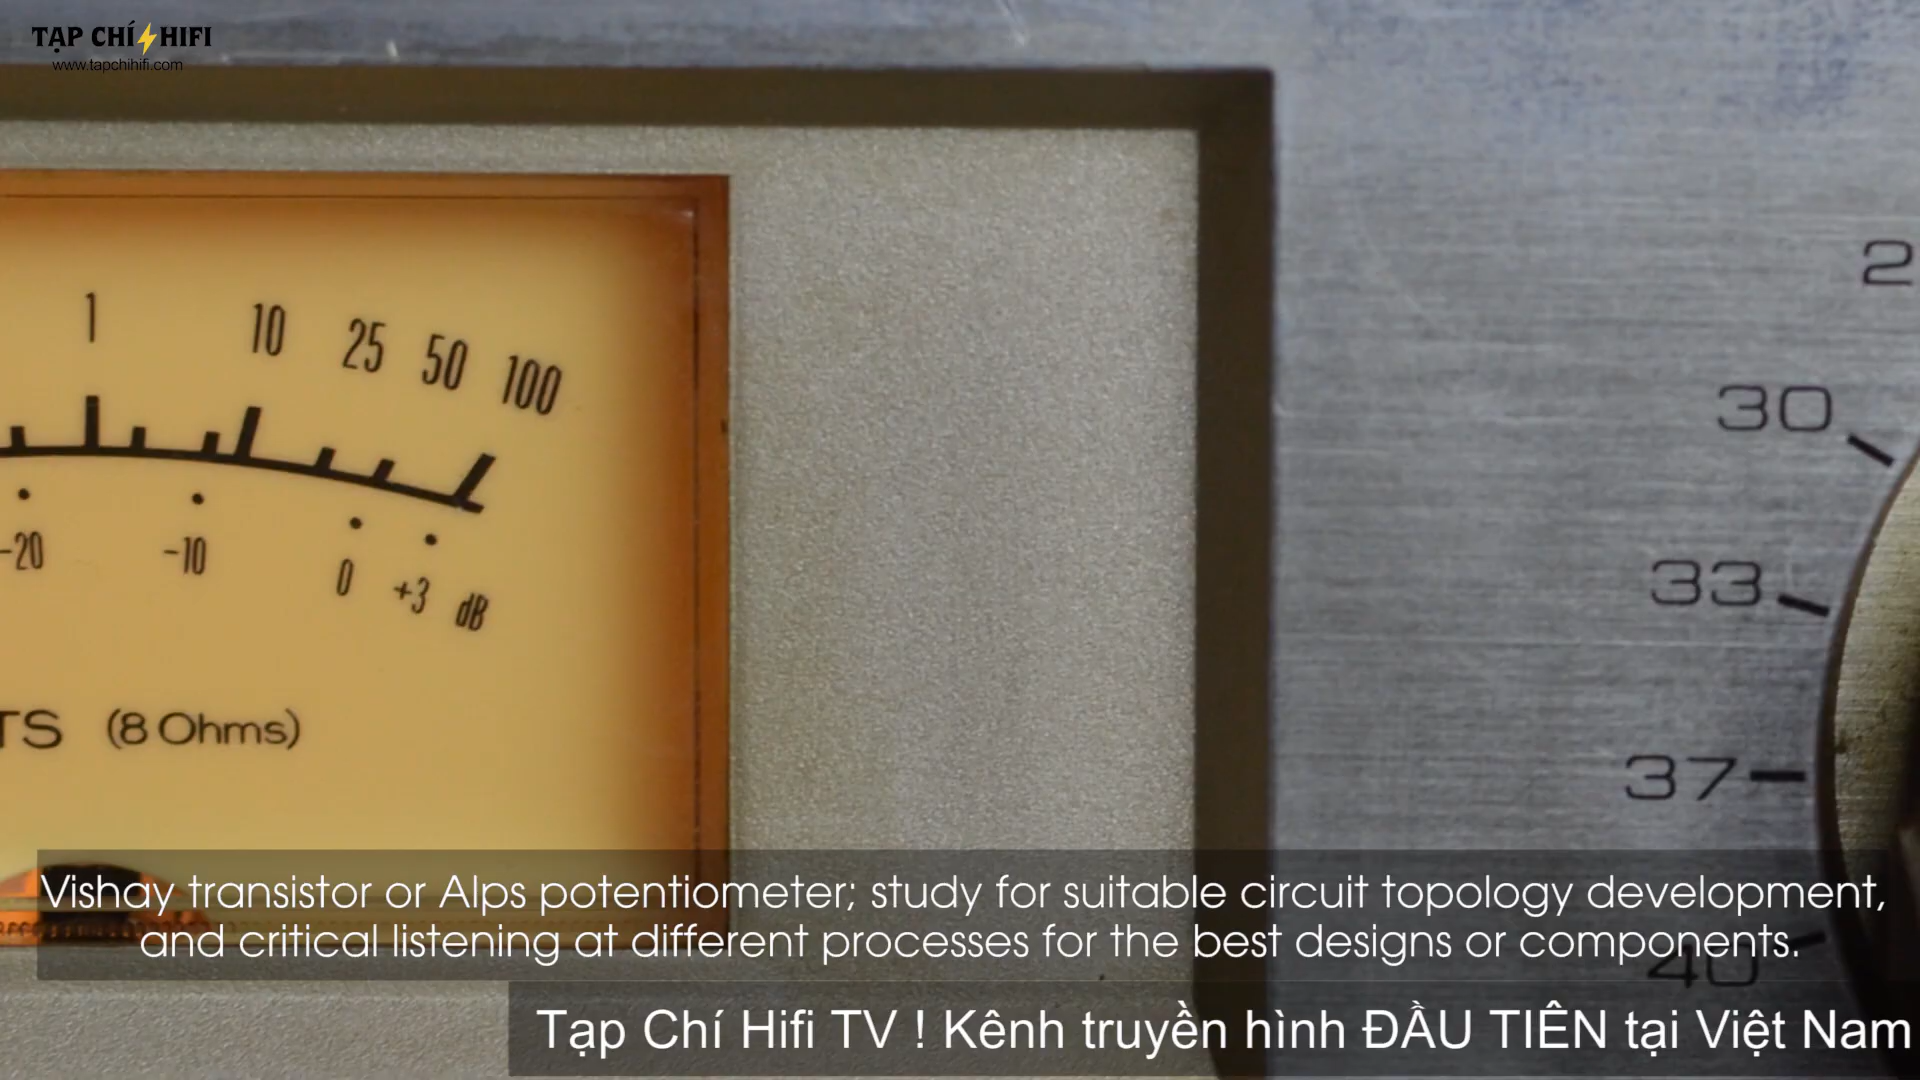 TẠP CHÍ HIFI
www.tapchihifi.com
1 10 25 50 100
-20 -10 0 +3 dB
(8 Ohms)
30
33
37
40
Vishay transistor or Alps potentiometer; study for suitable circuit topology development,
and critical listening at different processes for the best designs or components.
Tạp Chí Hifi TV ! Kênh truyền hình ĐẦU TIÊN tại Việt Nam